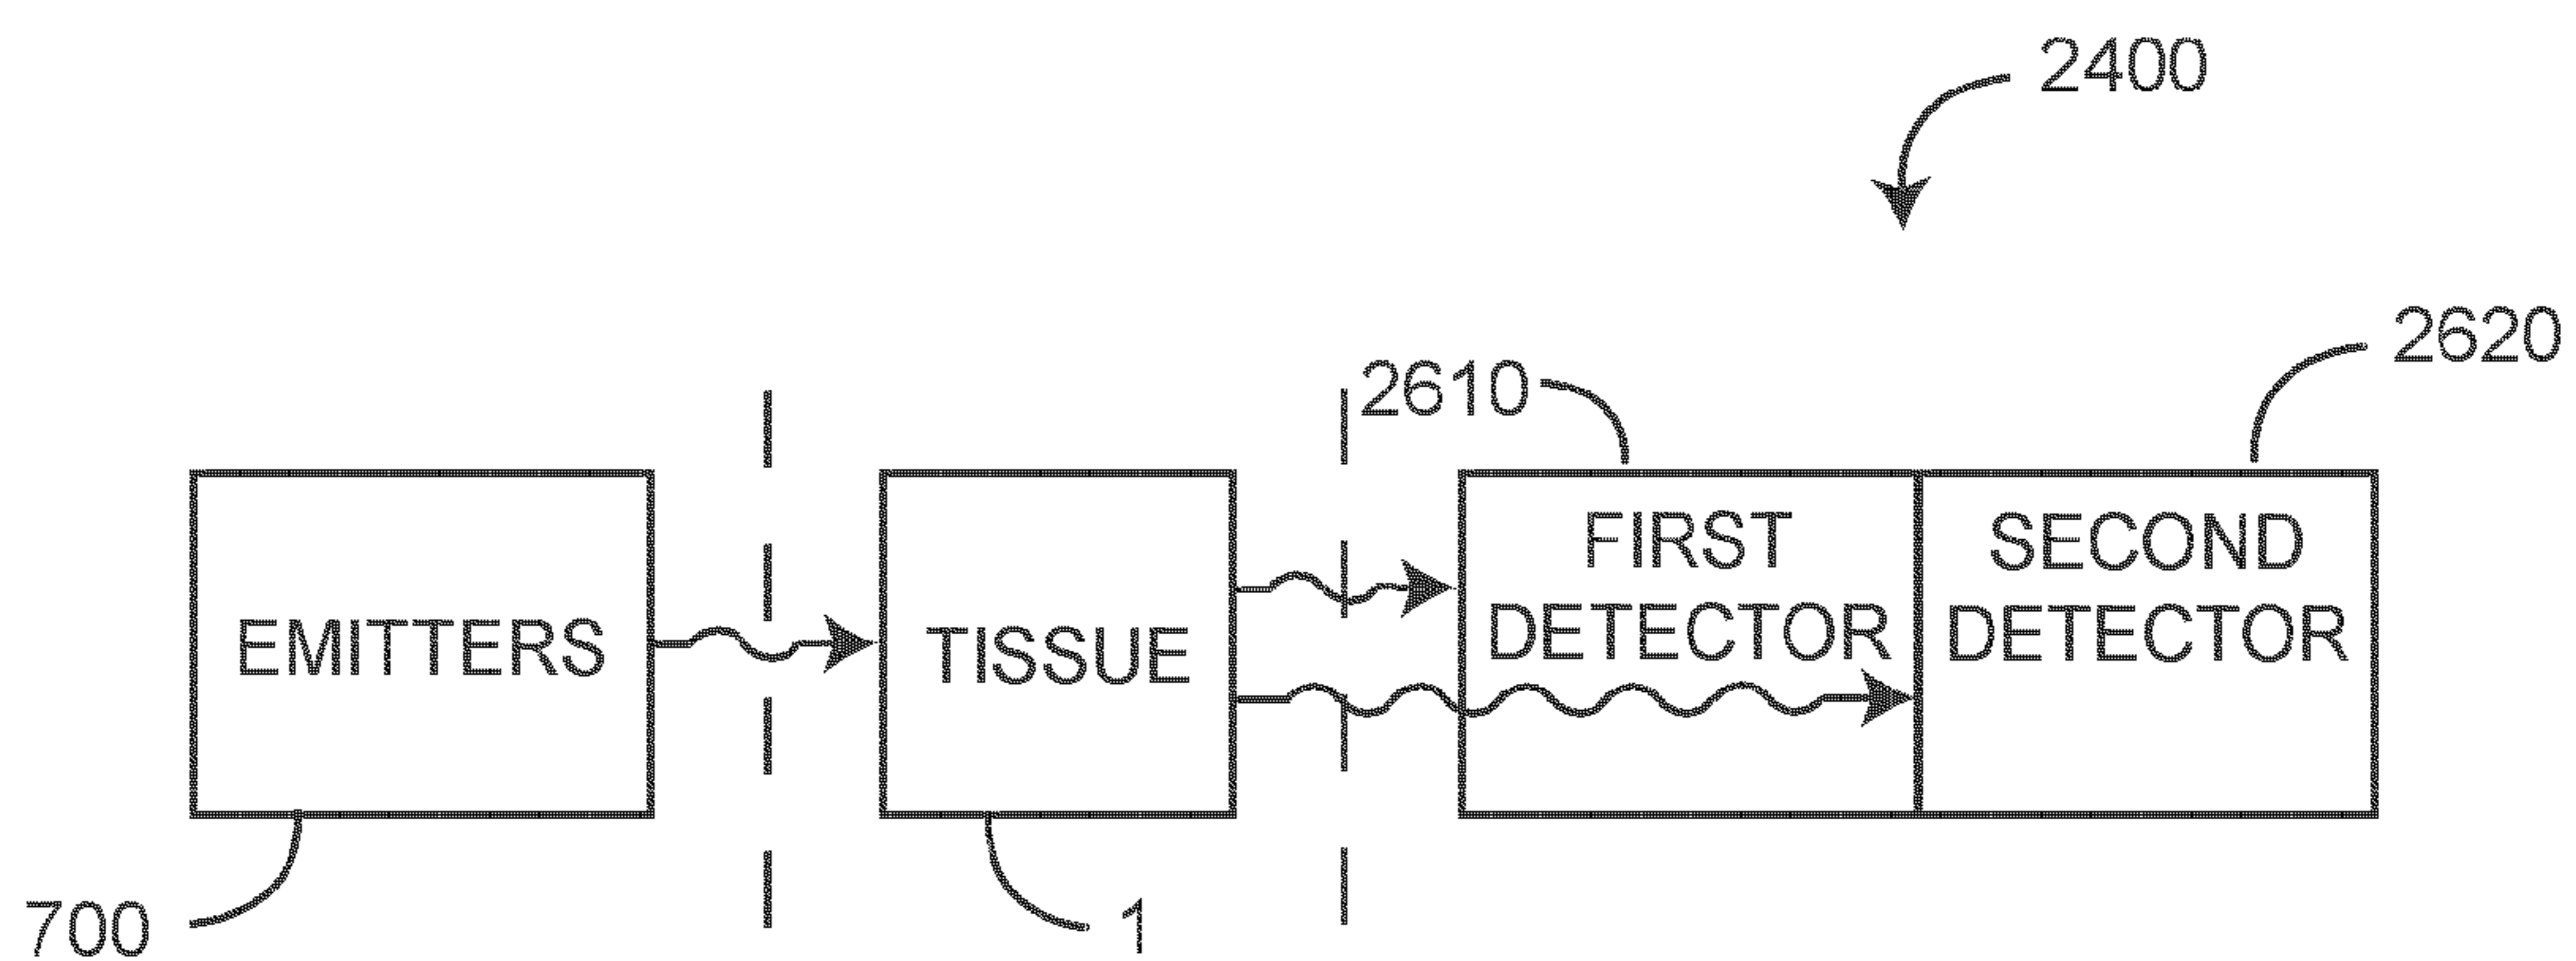 2400
2620
2610
FIRST
DETECTOR
SECOND
DETECTOR
EMITTERS
TISSUE
700
1